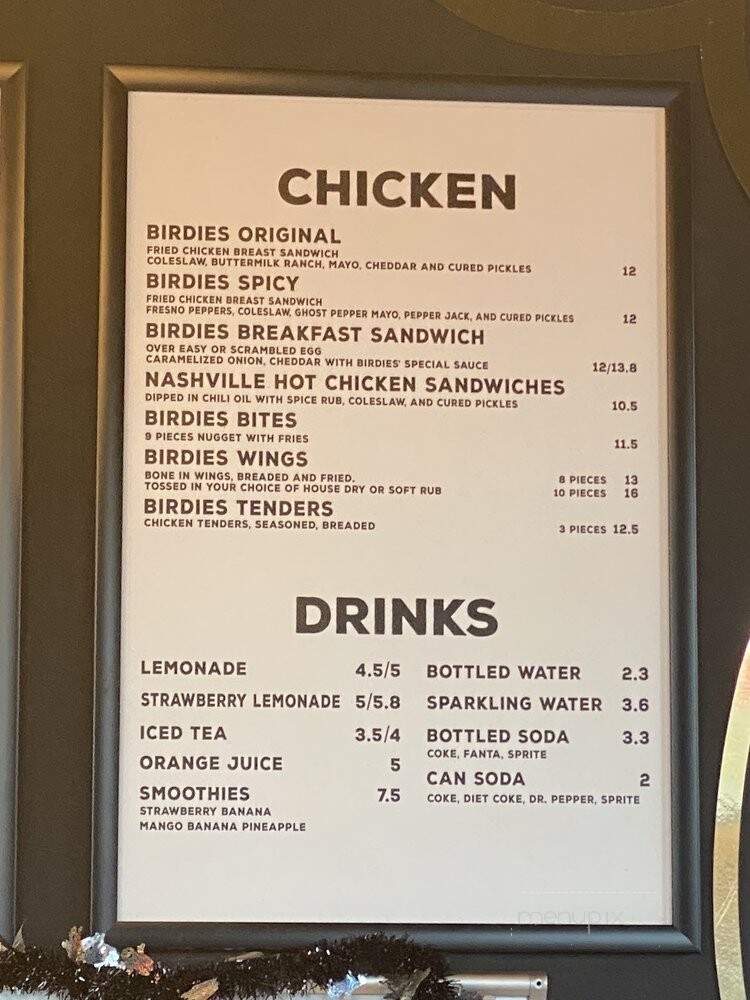 CHICKEN
BIRDIES ORIGINAL
FRIED CHICKEN BREAST SANDWICH
COLESLAW, BUTTERMILK RANCH, MAYO, CHEDDAR AND CURED PICKLES 12
BIRDIES SPICY
FRIED CHICKEN BREAST SANDWICH
FRESNO PEPPERS, COLESLAW, GHOST PEPPER MAYO, PEPPER JACK, AND CURED PICKLES 12
BIRDIES BREAKFAST SANDWICH
OVER EASY OR SCRAMBLED EGG
CARAMELIZED ONION, CHEDDAR WITH BIRDIES' SPECIAL SAUCE 12/13.8
NASHVILLE HOT CHICKEN SANDWICHES
DIPPED IN CHILI OIL WITH SPICE RUB, COLESLAW, AND CURED PICKLES 10.5
BIRDIES BITES
9 PIECES NUGGET WITH FRIES 11.5
BIRDIES WINGS
BONE IN WINGS, BREADED AND FRIED. 8 PIECES 13
TOSSED IN YOUR CHOICE OF HOUSE DRY OR SOFT RUB 10 PIECES 16
BIRDIES TENDERS
CHICKEN TENDERS, SEASONED, BREADED 3 PIECES 12.5
DRINKS
LEMONADE 4.5/5
STRAWBERRY LEMONADE 5/5.8
ICED TEA 3.5/4
ORANGE JUICE 5
SMOOTHIES 7.5
STRAWBERRY BANANA
MANGO BANANA PINEAPPLE
BOTTLED WATER 2.3
SPARKLING WATER 3.6
BOTTLED SODA 3.3
COKE, FANTA, SPRITE
CAN SODA 2
COKE, DIET COKE, DR. PEPPER, SPRITE
menupix